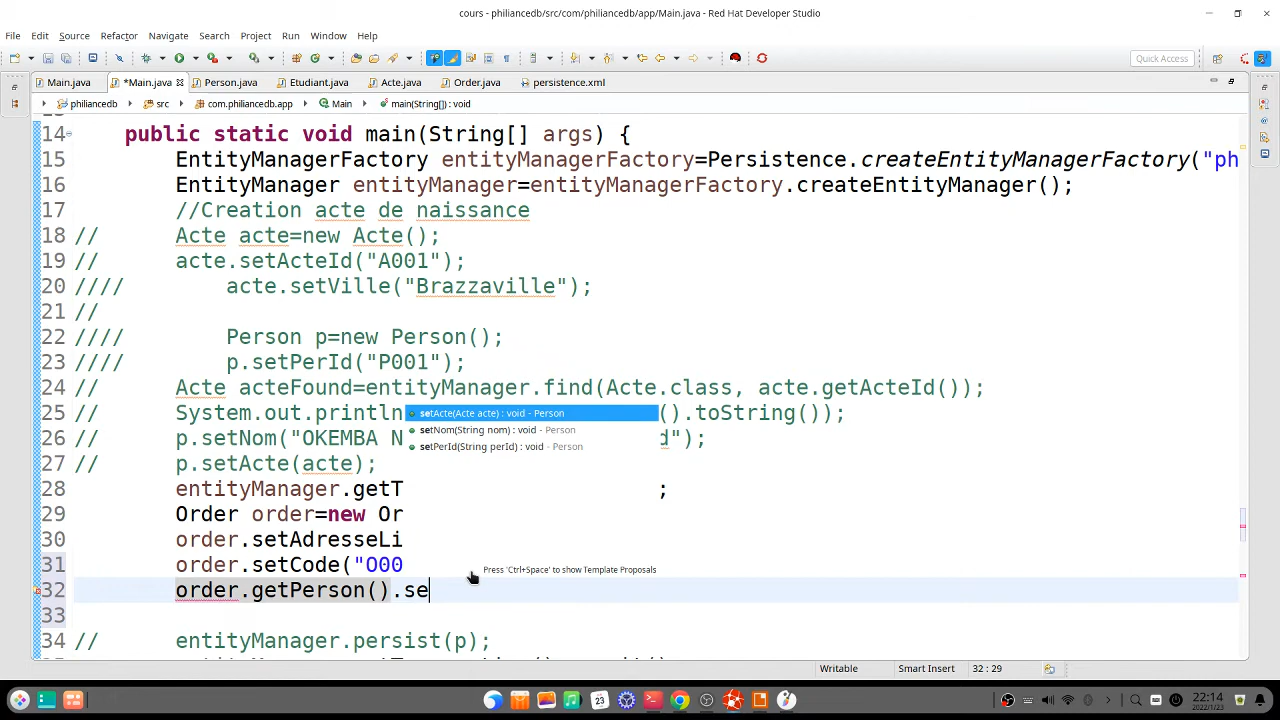 cours - philiancedb/src/com/philiancedb/app/Main.java - Red Hat Developer Studio
File Edit Source Refactor Navigate Search Project Run Window Help
Quick Access
Main.java *Main.java Person.java Etudiant.java Acte.java Order.java persistence.xml
philiancedb src com.philiancedb.app Main main(String[]) : void
14 public static void main(String[] args) {
15 EntityManagerFactory entityManagerFactory=Persistence.createEntityManagerFactory("ph
16 EntityManager entityManager=entityManagerFactory.createEntityManager();
17 //Creation acte de naissance
18 // Acte acte=new Acte();
19 // acte.setActeId("A001");
20 //// acte.setVille("Brazzaville");
21 //
22 //// Person p=new Person();
23 //// p.setPerId("P001");
24 // Acte acteFound=entityManager.find(Acte.class, acte.getActeId());
25 // System.out.println ().toString());
setActe(Acte acte) : void - Person
26 // p.setNom("OKEMBA N d");
setNom(String nom) : void - Person
setPerId(String perId) : void - Person
27 // p.setActe(acte);
28 entityManager.getT ;
29 Order order=new Or
30 order.setAdresseLi
31 order.setCode("O00
Press 'Ctrl+Space' to show Template Proposals
32 order.getPerson().se
33
34 // entityManager.persist(p);
Writable Smart Insert 32 : 29
22:14
2022/1/23
23